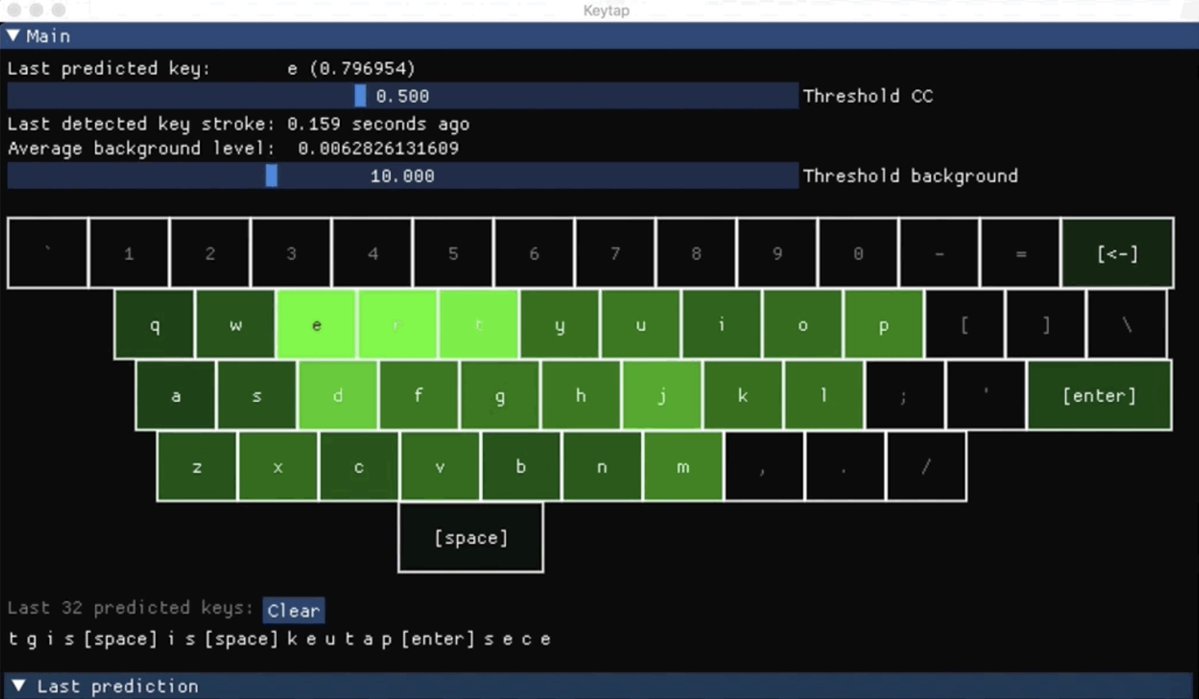 Keytap
▼ Main
Last predicted key: e (0.796954)
0.500 Threshold CC
Last detected key stroke: 0.159 seconds ago
Average background level: 0.0062826131609
10.000 Threshold background
` 1 2 3 4 5 6 7 8 9 0 - = [<-]
q w e r t y u i o p [ ] \
a s d f g h j k l ; ' [enter]
z x c v b n m , . /
[space]
Last 32 predicted keys: Clear
t g i s [space] i s [space] k e u t a p [enter] s e c e
▼ Last prediction